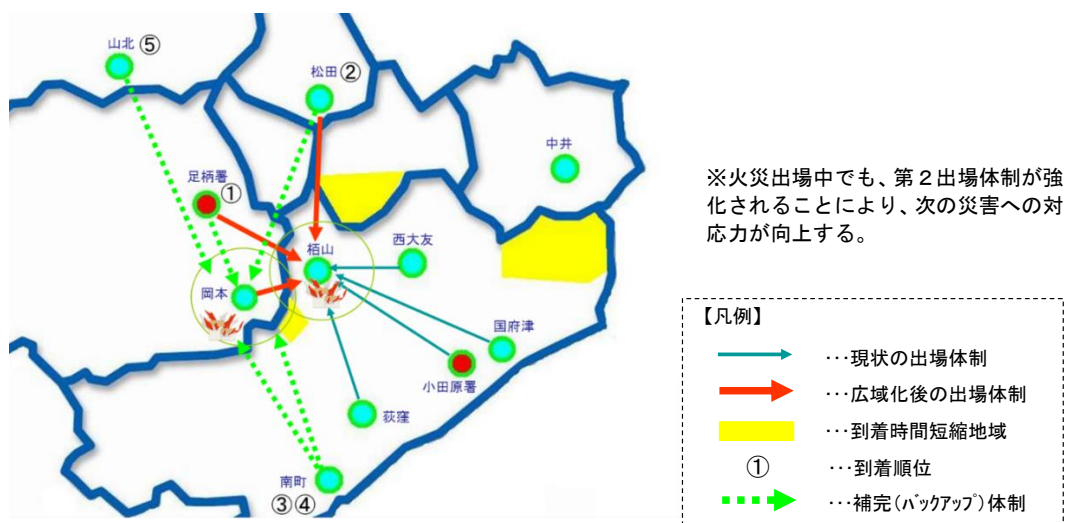 山北⑤
松田②
中井
足柄署
①
栢山
西大友
岡本
国府津
小田原署
荻窪
南町
③④
※火災出場中でも、第２出場体制が強
化されることにより、次の災害への対
応力が向上する。
【凡例】
…現状の出場体制
…広域化後の出場体制
…到着時間短縮地域
① …到着順位
…補完(ﾊﾞｯｸｱｯﾌﾟ)体制